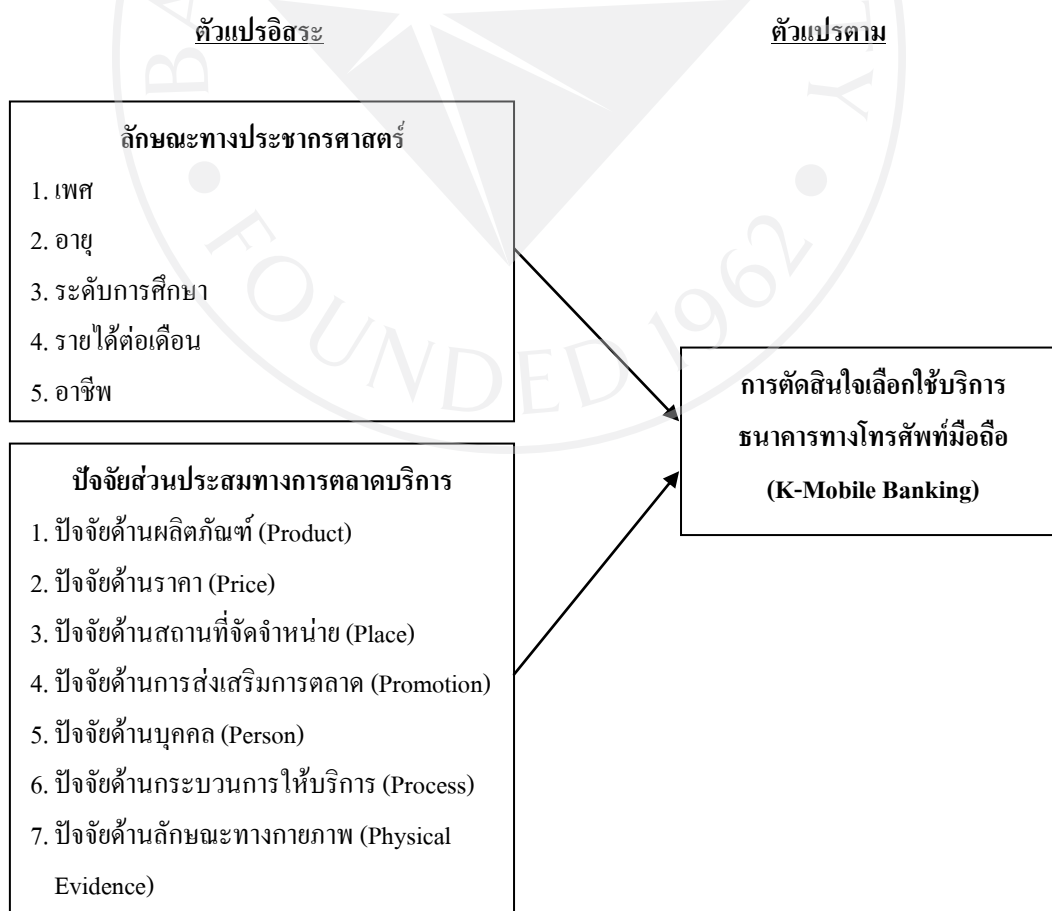 ตัวแปรอิสระ
ตัวแปรตาม
ลักษณะทางประชากรศาสตร์
1. เพศ
2. อายุ
3. ระดับการศึกษา
4. รายได้ต่อเดือน
5. อาชีพ
ปัจจัยส่วนประสมทางการตลาดบริการ
1. ปัจจัยด้านผลิตภัณฑ์ (Product)
2. ปัจจัยด้านราคา (Price)
3. ปัจจัยด้านสถานที่จัดจำหน่าย (Place)
4. ปัจจัยด้านการส่งเสริมการตลาด (Promotion)
5. ปัจจัยด้านบุคคล (Person)
6. ปัจจัยด้านกระบวนการให้บริการ (Process)
7. ปัจจัยด้านลักษณะทางกายภาพ (Physical
Evidence)
การตัดสินใจเลือกใช้บริการ
ธนาคารทางโทรศัพท์มือถือ
(K-Mobile Banking)
FOUNDED 1962